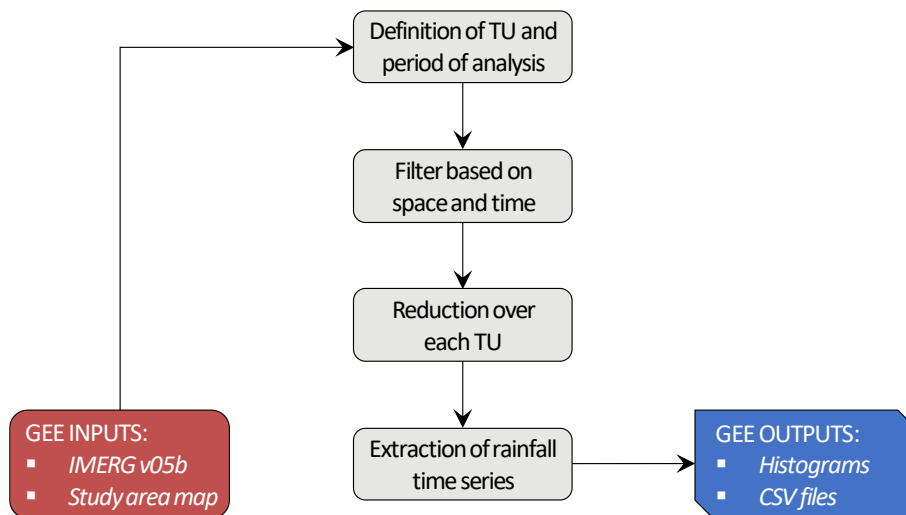 Definition of TU and
period of analysis
Filter based on
space and time
Reduction over
each TU
Extraction of rainfall
time series
GEE INPUTS:
▪ IMERG v05b
▪ Study area map
GEE OUTPUTS:
▪ Histograms
▪ CSV files